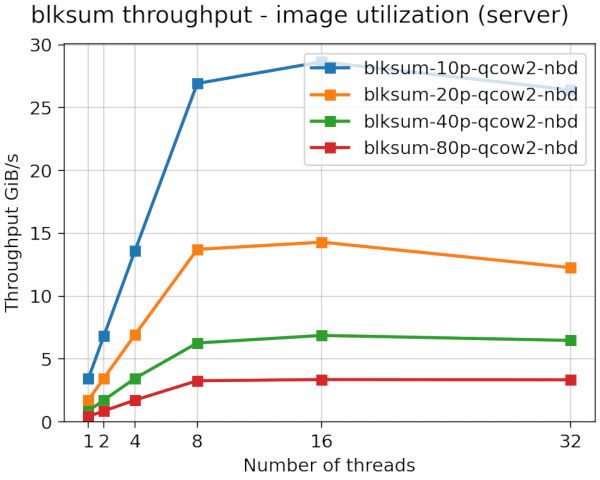 blksum throughput - image utilization (server)
30
25
20
15
10
5
0
Throughput GiB/s
blksum-10p-qcow2-nbd
blksum-20p-qcow2-nbd
blksum-40p-qcow2-nbd
blksum-80p-qcow2-nbd
1 2 4 8 16 32
Number of threads